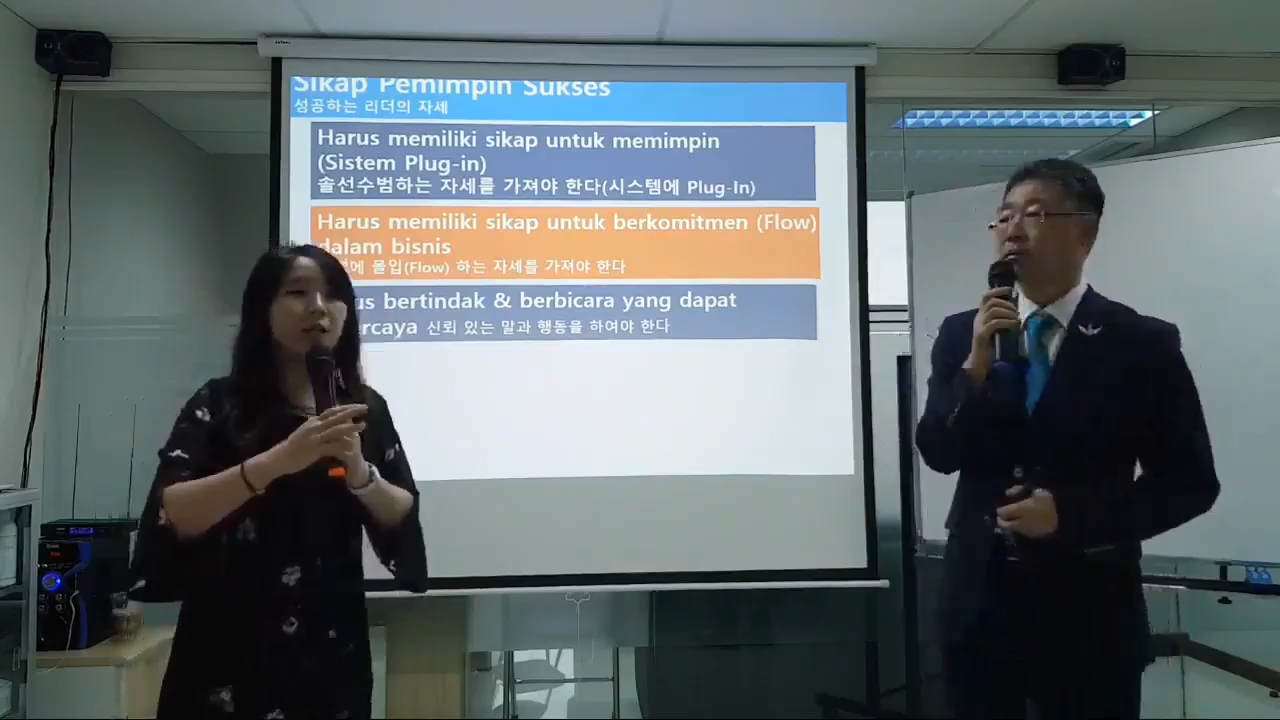 Sikap Pemimpin Sukses
성공하는 리더의 자세
Harus memiliki sikap untuk memimpin
(Sistem Plug-in)
솔선수범하는 자세를 가져야 한다(시스템에 Plug-In)
Harus memiliki sikap untuk berkomitmen (Flow)
dalam bisnis
몰입(Flow) 하는 자세를 가져야 한다
bertindak & berbicara yang dapat
신뢰 있는 말과 행동을 하여야 한다